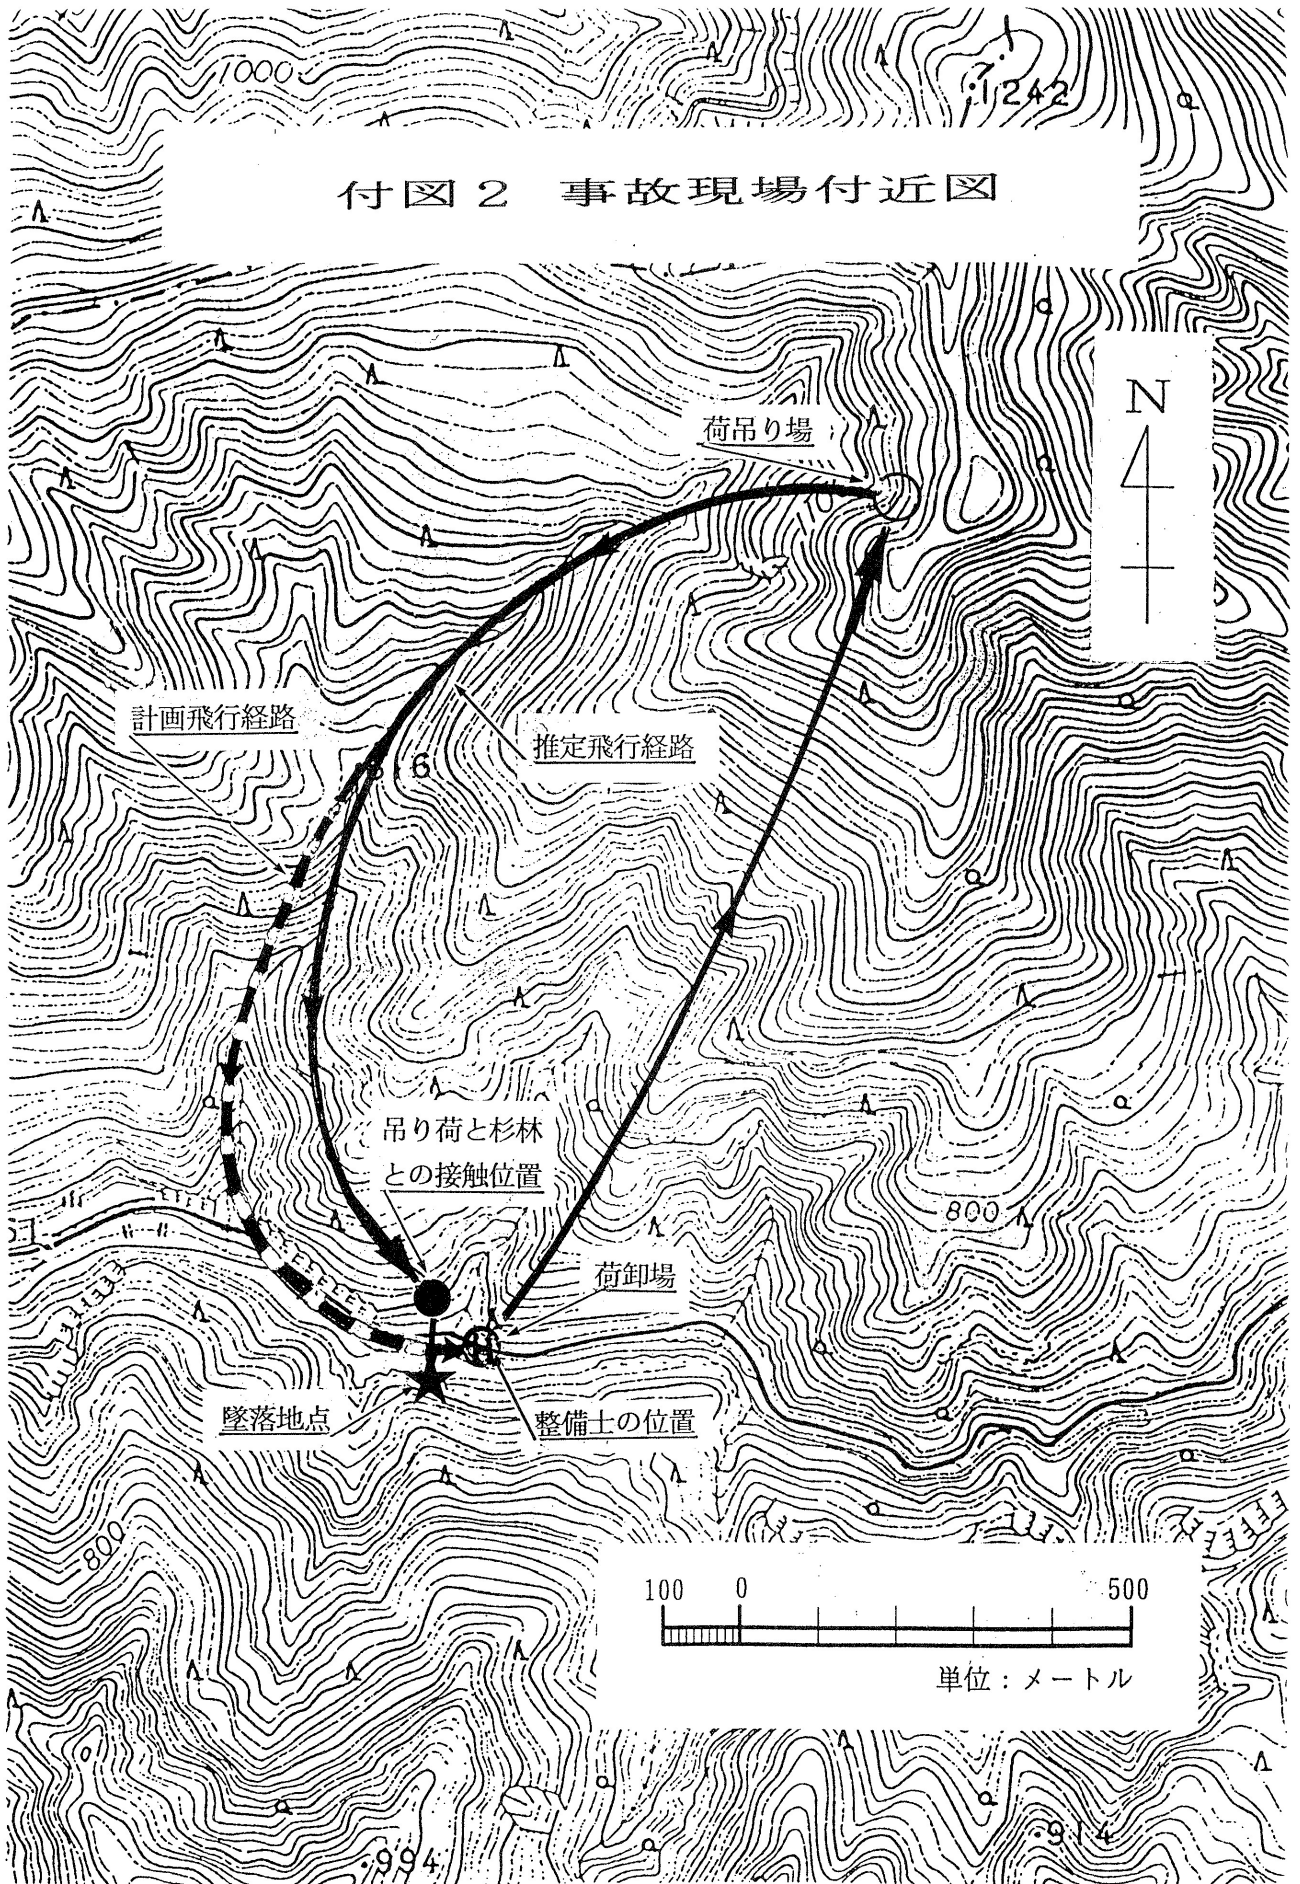 1000
1242
付図2 事故現場付近図
N
荷吊り場
計画飛行経路
推定飛行経路
吊り荷と杉林
との接触位置
800
荷卸場
H
墜落地点
整備士の位置
800
100 0 500
単位：メートル
914
994